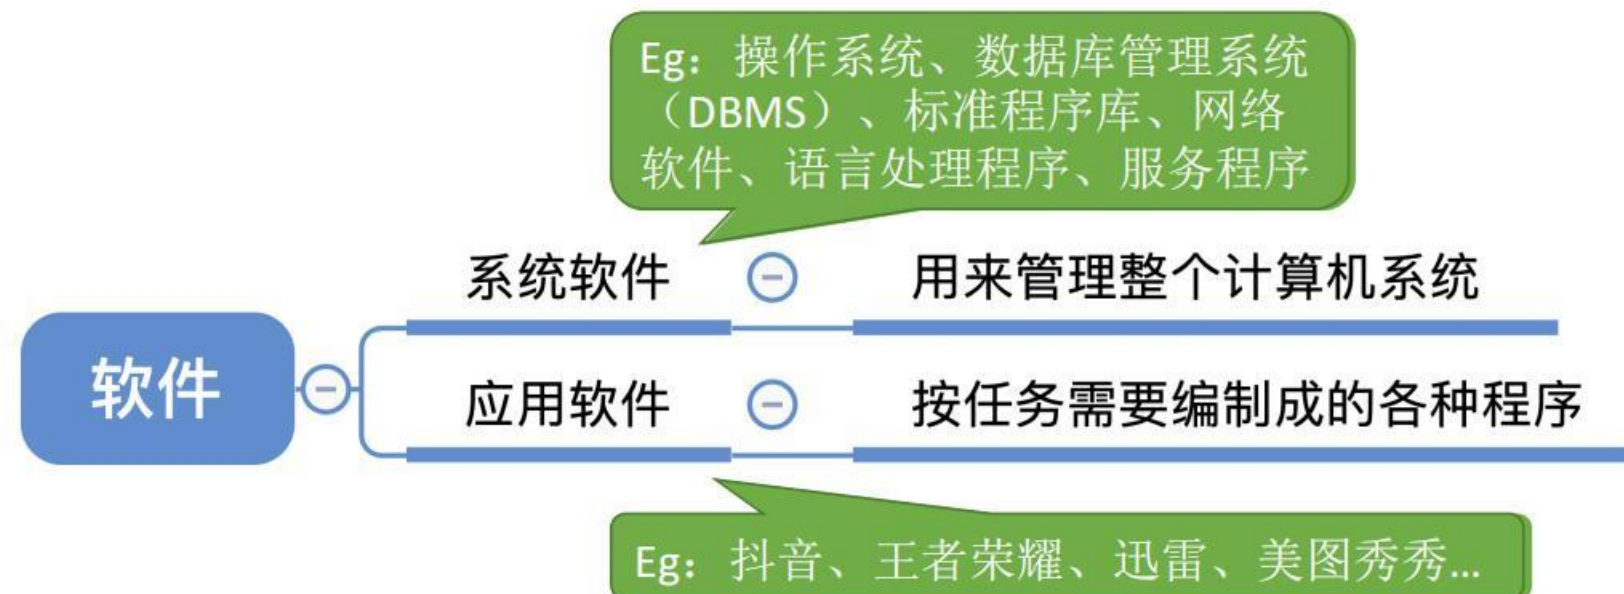 Eg：操作系统、数据库管理系统
（DBMS）、标准程序库、网络
软件、语言处理程序、服务程序
系统软件
用来管理整个计算机系统
软件
应用软件
按任务需要编制成的各种程序
Eg：抖音、王者荣耀、迅雷、美图秀秀...